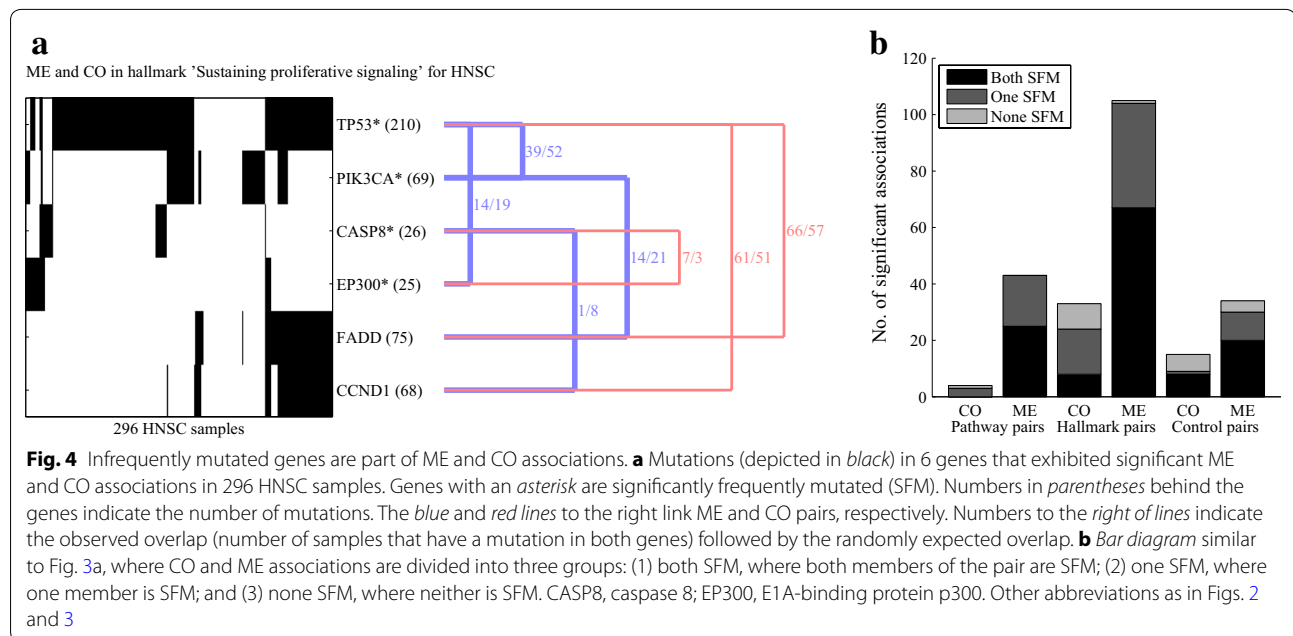 a
ME and CO in hallmark 'Sustaining proliferative signaling' for HNSC
TP53* (210)
PIK3CA* (69)
CASP8* (26)
EP300* (25)
FADD (75)
CCND1 (68)
39/52
14/19
14/21
1/8
7/3
61/51
66/57
296 HNSC samples
b
Both SFM
One SFM
None SFM
No. of significant associations
120
100
80
60
40
20
0
CO ME CO ME CO ME
Pathway pairs Hallmark pairs Control pairs
Fig. 4 Infrequently mutated genes are part of ME and CO associations. a Mutations (depicted in black) in 6 genes that exhibited significant ME
and CO associations in 296 HNSC samples. Genes with an asterisk are significantly frequently mutated (SFM). Numbers in parentheses behind the
genes indicate the number of mutations. The blue and red lines to the right link ME and CO pairs, respectively. Numbers to the right of lines indicate
the observed overlap (number of samples that have a mutation in both genes) followed by the randomly expected overlap. b Bar diagram similar
to Fig. 3a, where CO and ME associations are divided into three groups: (1) both SFM, where both members of the pair are SFM; (2) one SFM, where
one member is SFM; and (3) none SFM, where neither is SFM. CASP8, caspase 8; EP300, E1A-binding protein p300. Other abbreviations as in Figs. 2
and 3